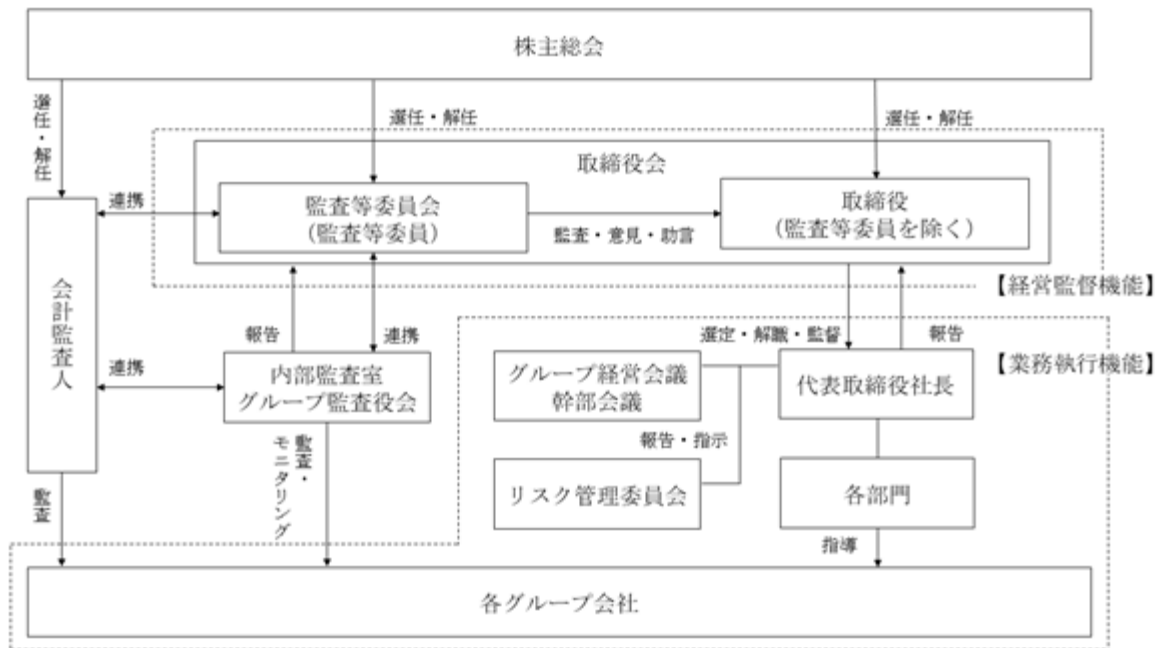 株主総会
選任・解任
選任・解任
選任・解任
取締役会
監査等委員会
(監査等委員)
連携
監査・意見・助言
取締役
(監査等委員を除く)
【経営監督機能】
会計監査人
報告
連携
選定・解職・監督
報告
【業務執行機能】
連携
内部監査室
グループ監査役会
グループ経営会議
幹部会議
代表取締役社長
監査・
モニタリング
報告・指示
リスク管理委員会
各部門
監査
指導
各グループ会社